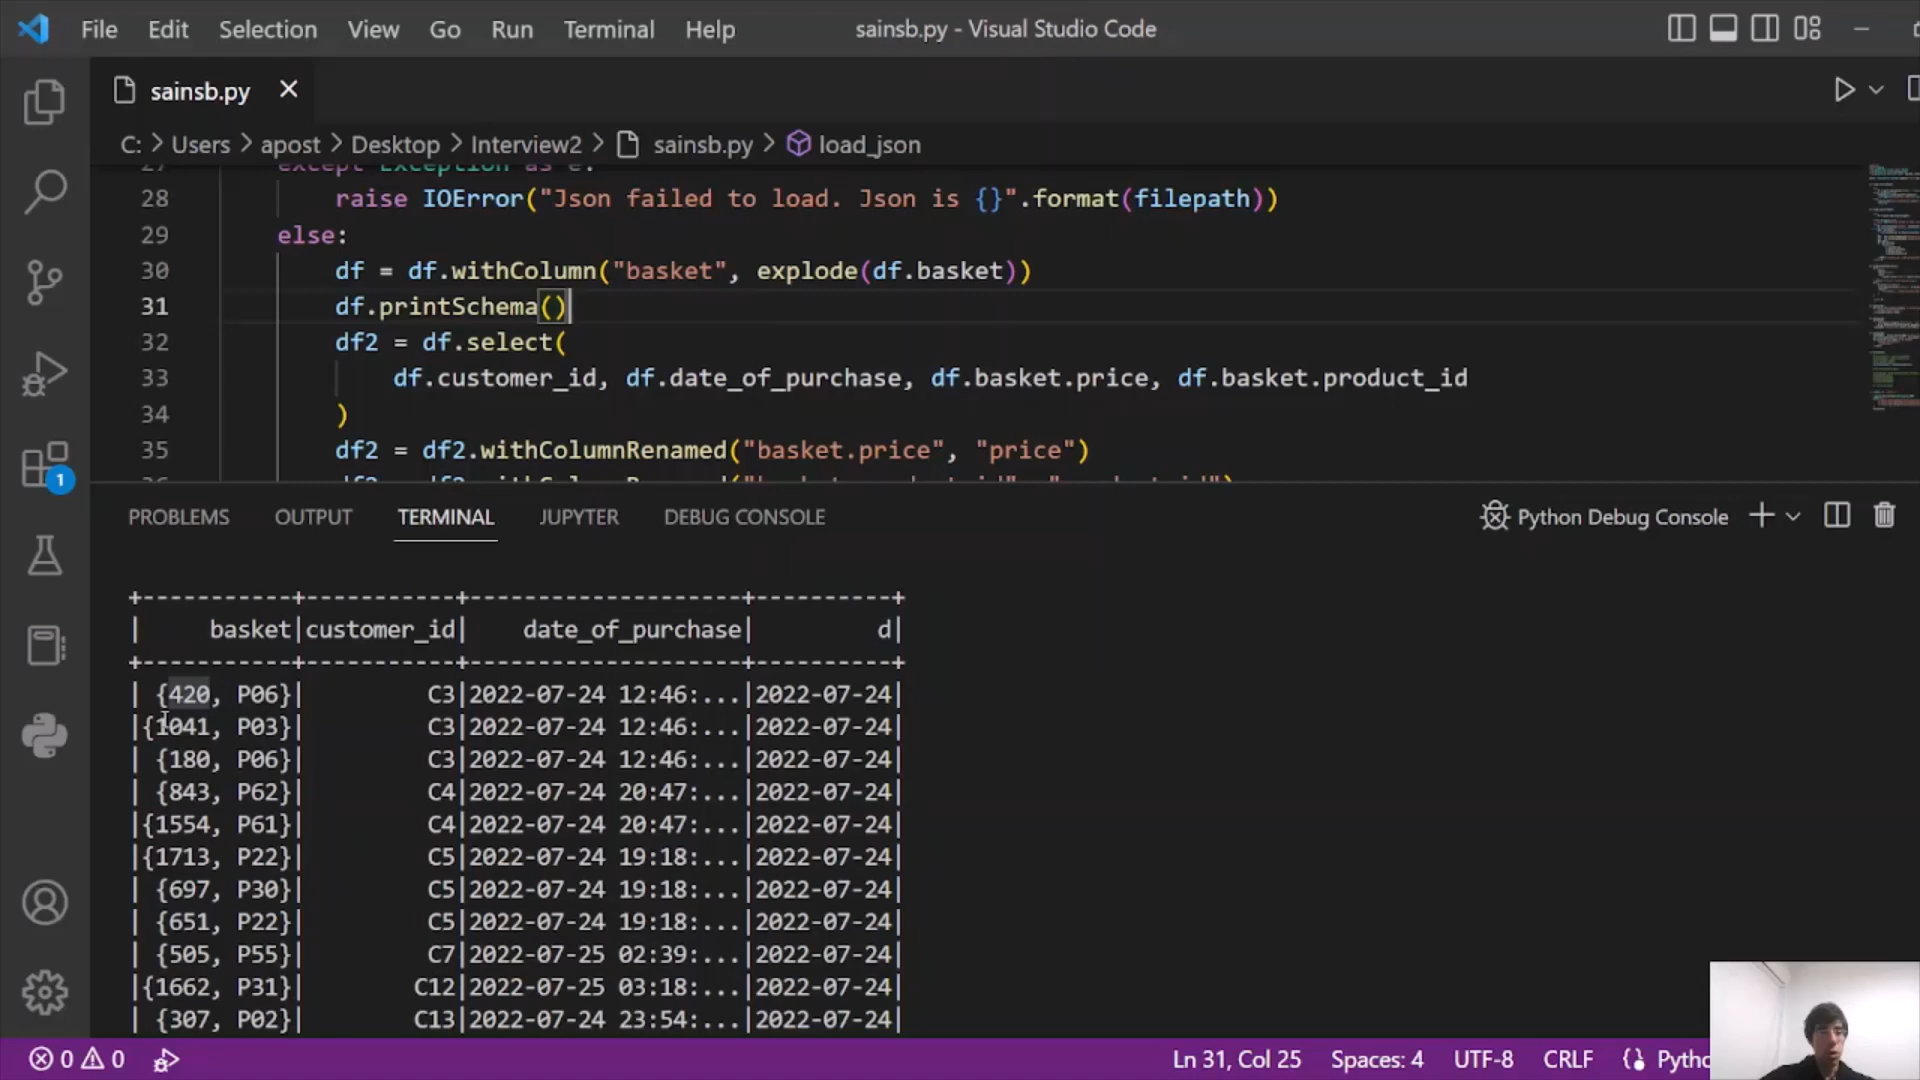 File Edit Selection View Go Run Terminal Help sainsb.py - Visual Studio Code
sainsb.py
C: > Users > apost > Desktop > Interview2 > sainsb.py > load_json
27 except Exception as e:
28 raise IOError("Json failed to load. Json is {}".format(filepath))
29 else:
30 df = df.withColumn("basket", explode(df.basket))
31 df.printSchema()
32 df2 = df.select(
33 df.customer_id, df.date_of_purchase, df.basket.price, df.basket.product_id
34 )
35 df2 = df2.withColumnRenamed("basket.price", "price")
1
PROBLEMS OUTPUT TERMINAL JUPYTER DEBUG CONSOLE Python Debug Console
+-----------+-----------+--------------------+----------+
| basket|customer_id| date_of_purchase| d|
+-----------+-----------+--------------------+----------+
| {420, P06}| C3|2022-07-24 12:46:...|2022-07-24|
|{1041, P03}| C3|2022-07-24 12:46:...|2022-07-24|
| {180, P06}| C3|2022-07-24 12:46:...|2022-07-24|
| {843, P62}| C4|2022-07-24 20:47:...|2022-07-24|
|{1554, P61}| C4|2022-07-24 20:47:...|2022-07-24|
|{1713, P22}| C5|2022-07-24 19:18:...|2022-07-24|
| {697, P30}| C5|2022-07-24 19:18:...|2022-07-24|
| {651, P22}| C5|2022-07-24 19:18:...|2022-07-24|
| {505, P55}| C7|2022-07-25 02:39:...|2022-07-24|
|{1662, P31}| C12|2022-07-25 03:18:...|2022-07-24|
| {307, P02}| C13|2022-07-24 23:54:...|2022-07-24|
0 0 Ln 31, Col 25 Spaces: 4 UTF-8 CRLF Pytho